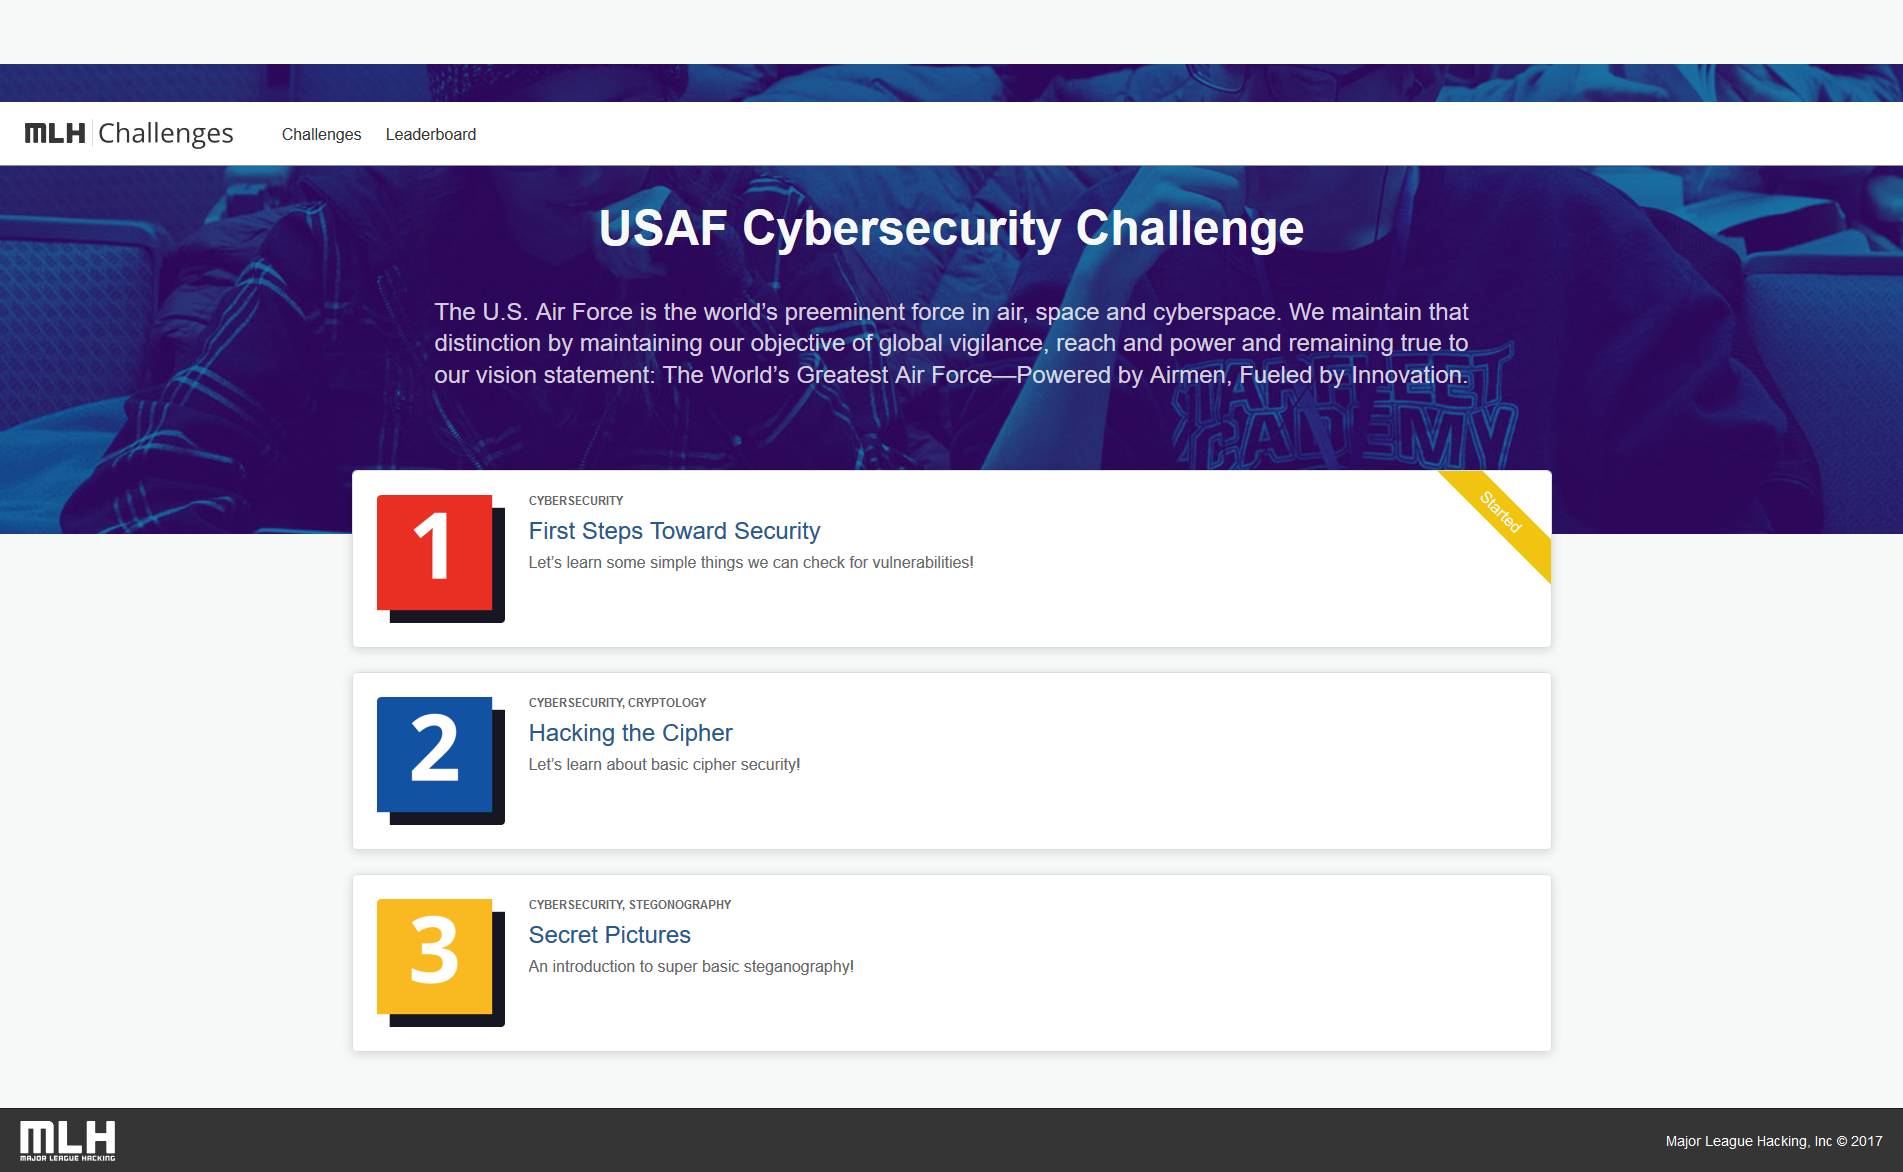 MLH Challenges
Challenges
Leaderboard
USAF Cybersecurity Challenge
The U.S. Air Force is the world’s preeminent force in air, space and cyberspace. We maintain that
distinction by maintaining our objective of global vigilance, reach and power and remaining true to
our vision statement: The World’s Greatest Air Force—Powered by Airmen, Fueled by Innovation.
STARFLEET
ACADEMY
1
CYBERSECURITY
First Steps Toward Security
Let’s learn some simple things we can check for vulnerabilities!
Started
2
CYBERSECURITY, CRYPTOLOGY
Hacking the Cipher
Let’s learn about basic cipher security!
3
CYBERSECURITY, STEGONOGRAPHY
Secret Pictures
An introduction to super basic steganography!
MLH
MAJOR LEAGUE HACKING
Major League Hacking, Inc © 2017